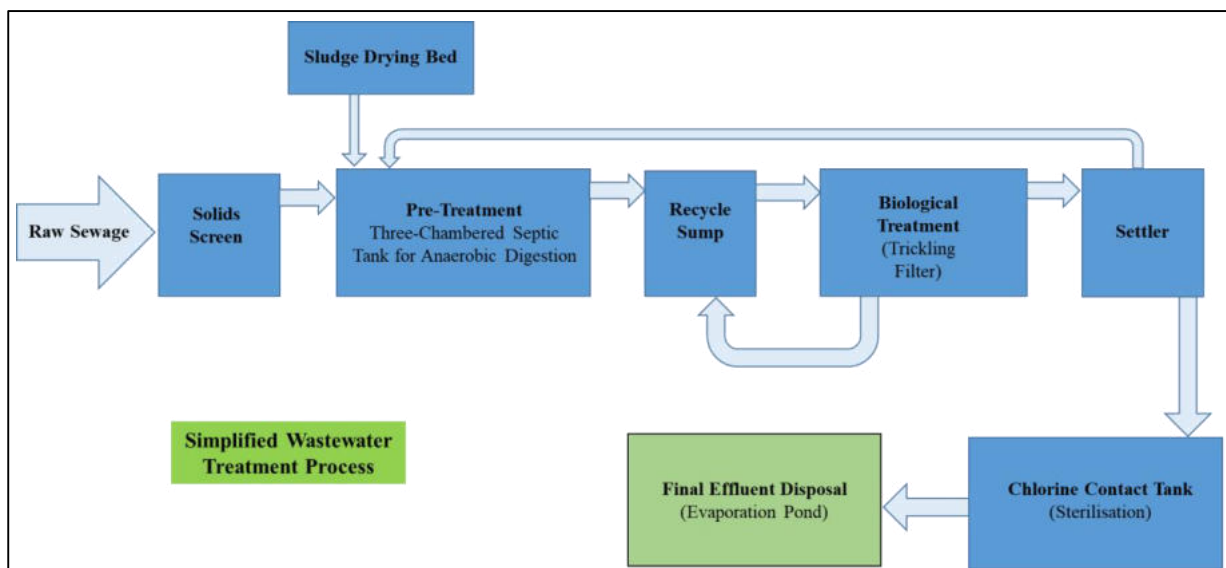 Sludge Drying Bed
Raw Sewage
Solids
Screen
Pre-Treatment
Three-Chambered Septic
Tank for Anaerobic Digestion
Recycle
Sump
Biological
Treatment
(Trickling
Filter)
Settler
Simplified Wastewater
Treatment Process
Final Effluent Disposal
(Evaporation Pond)
Chlorine Contact Tank
(Sterilisation)